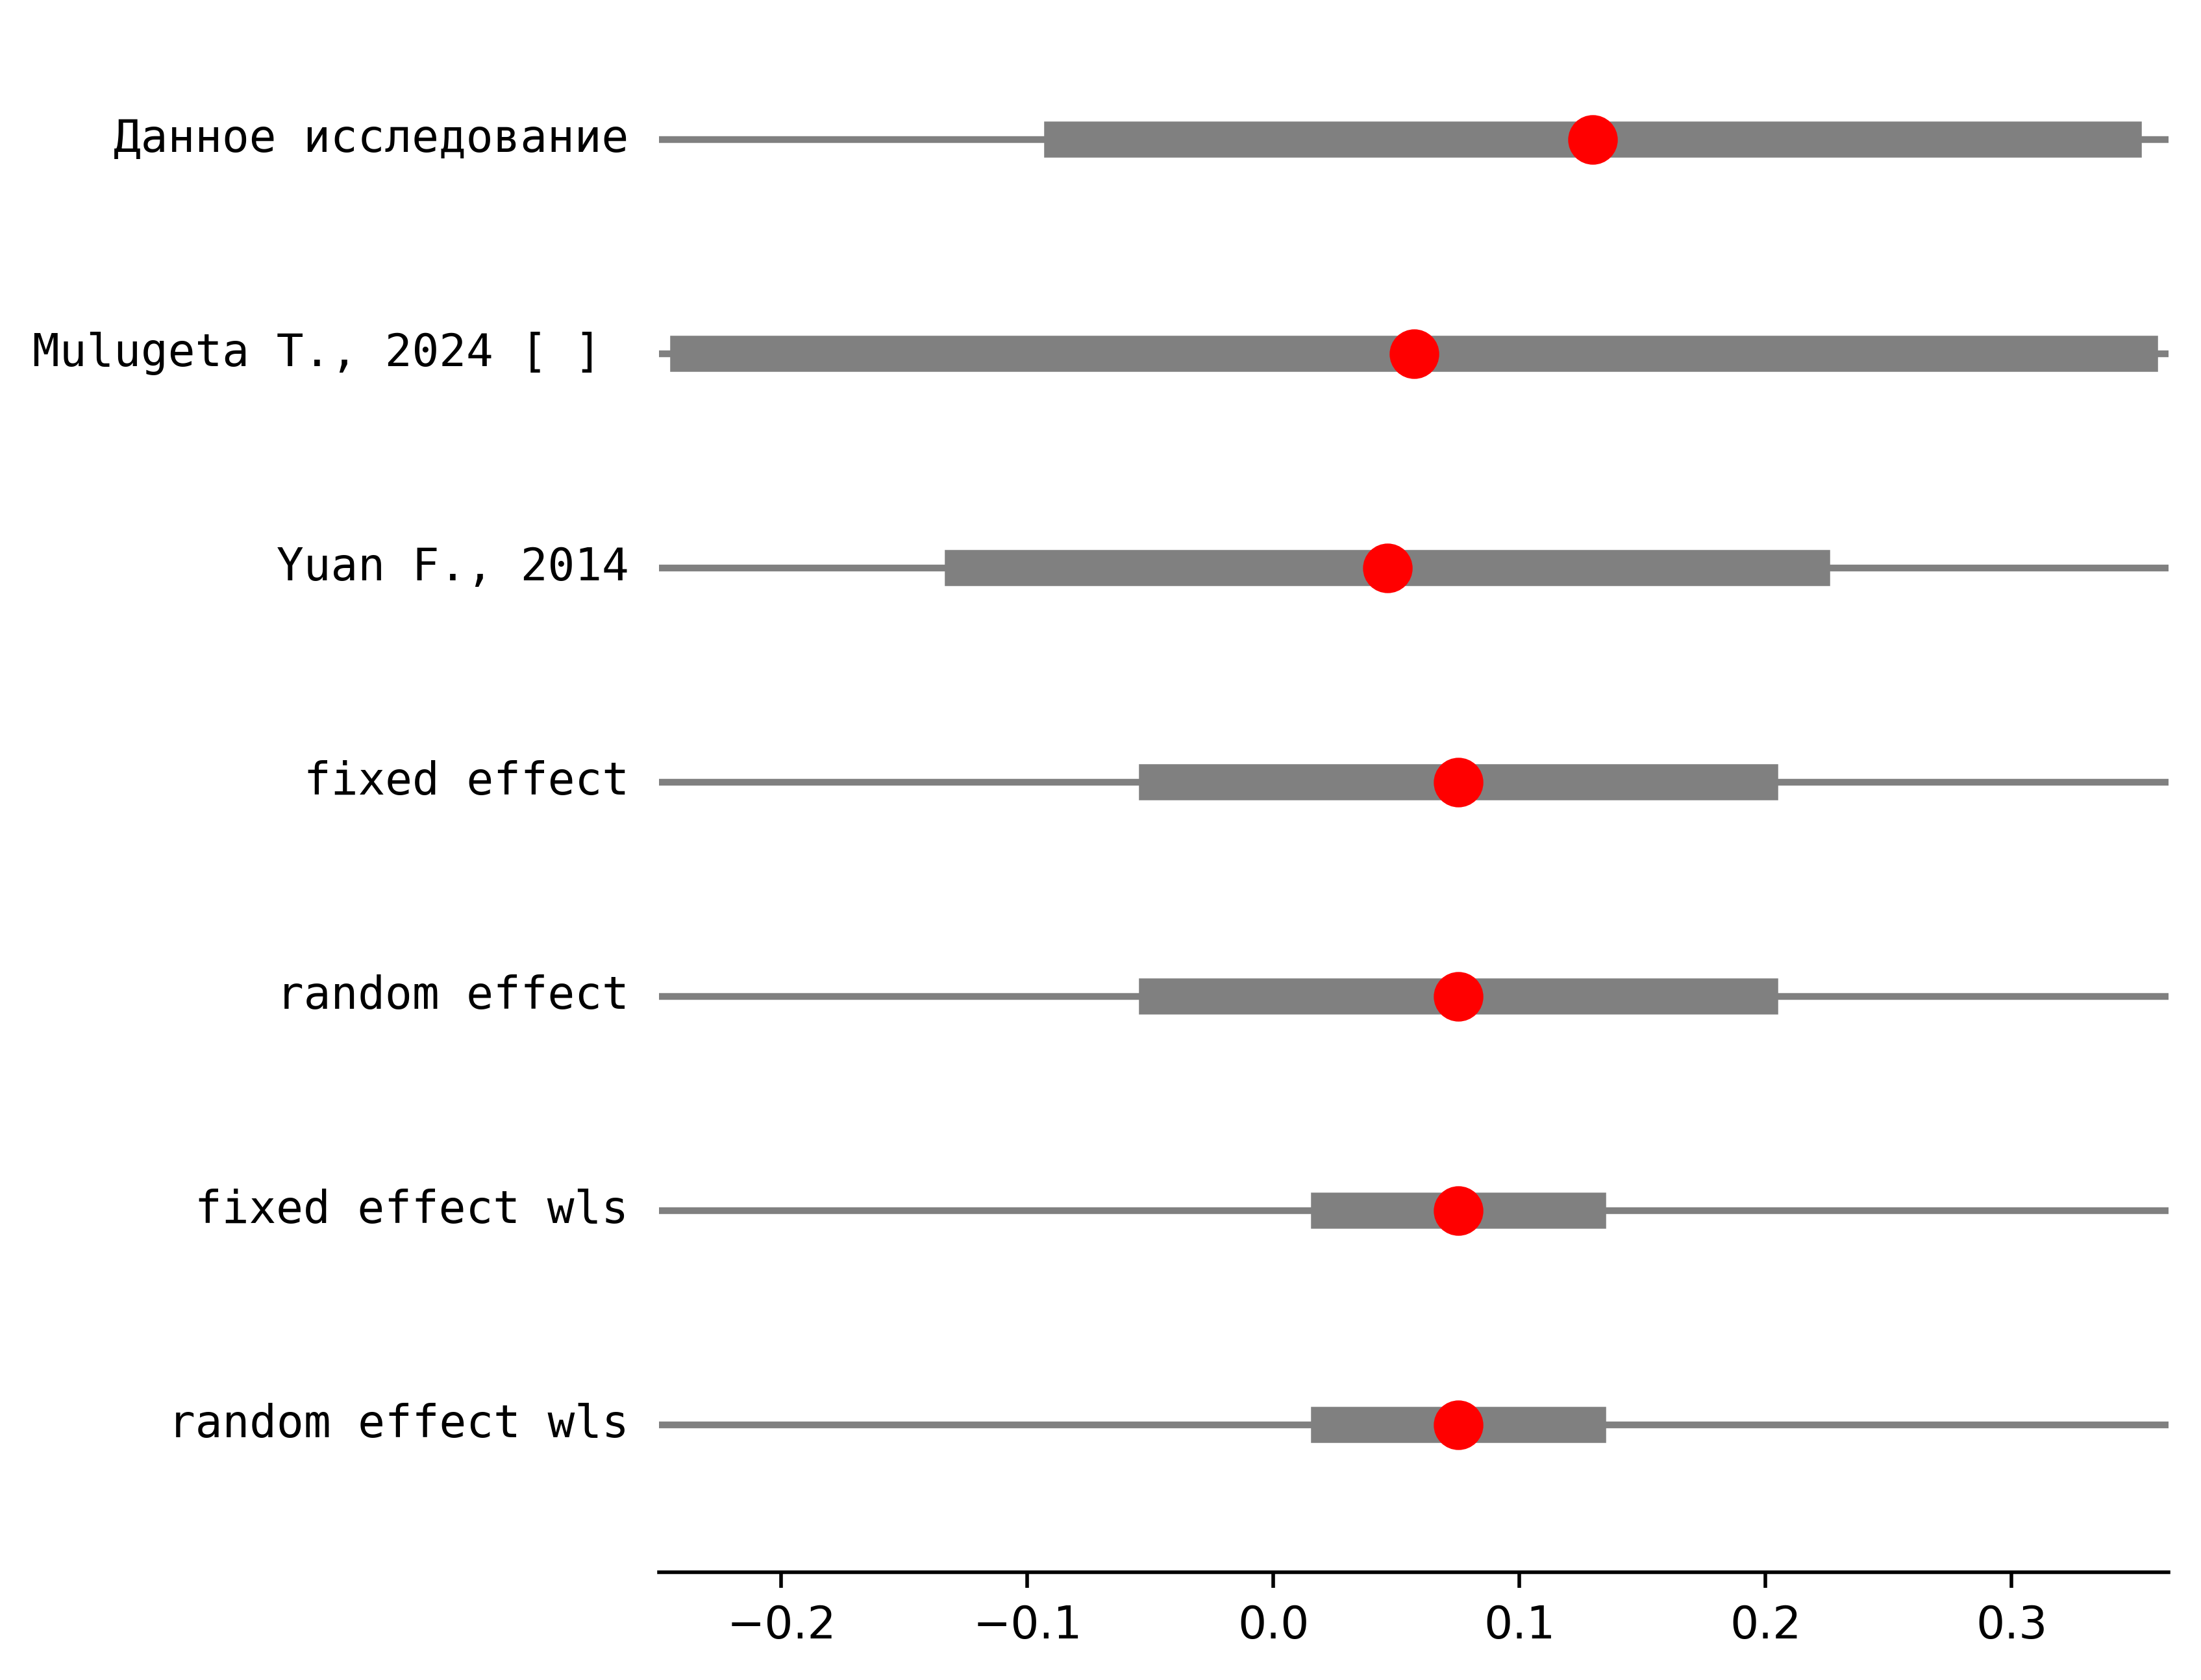 Данное исследование
Mulugeta T., 2024 [ ]
Yuan F., 2014
fixed effect
random effect
fixed effect wls
random effect wls
−0.2 −0.1 0.0 0.1 0.2 0.3